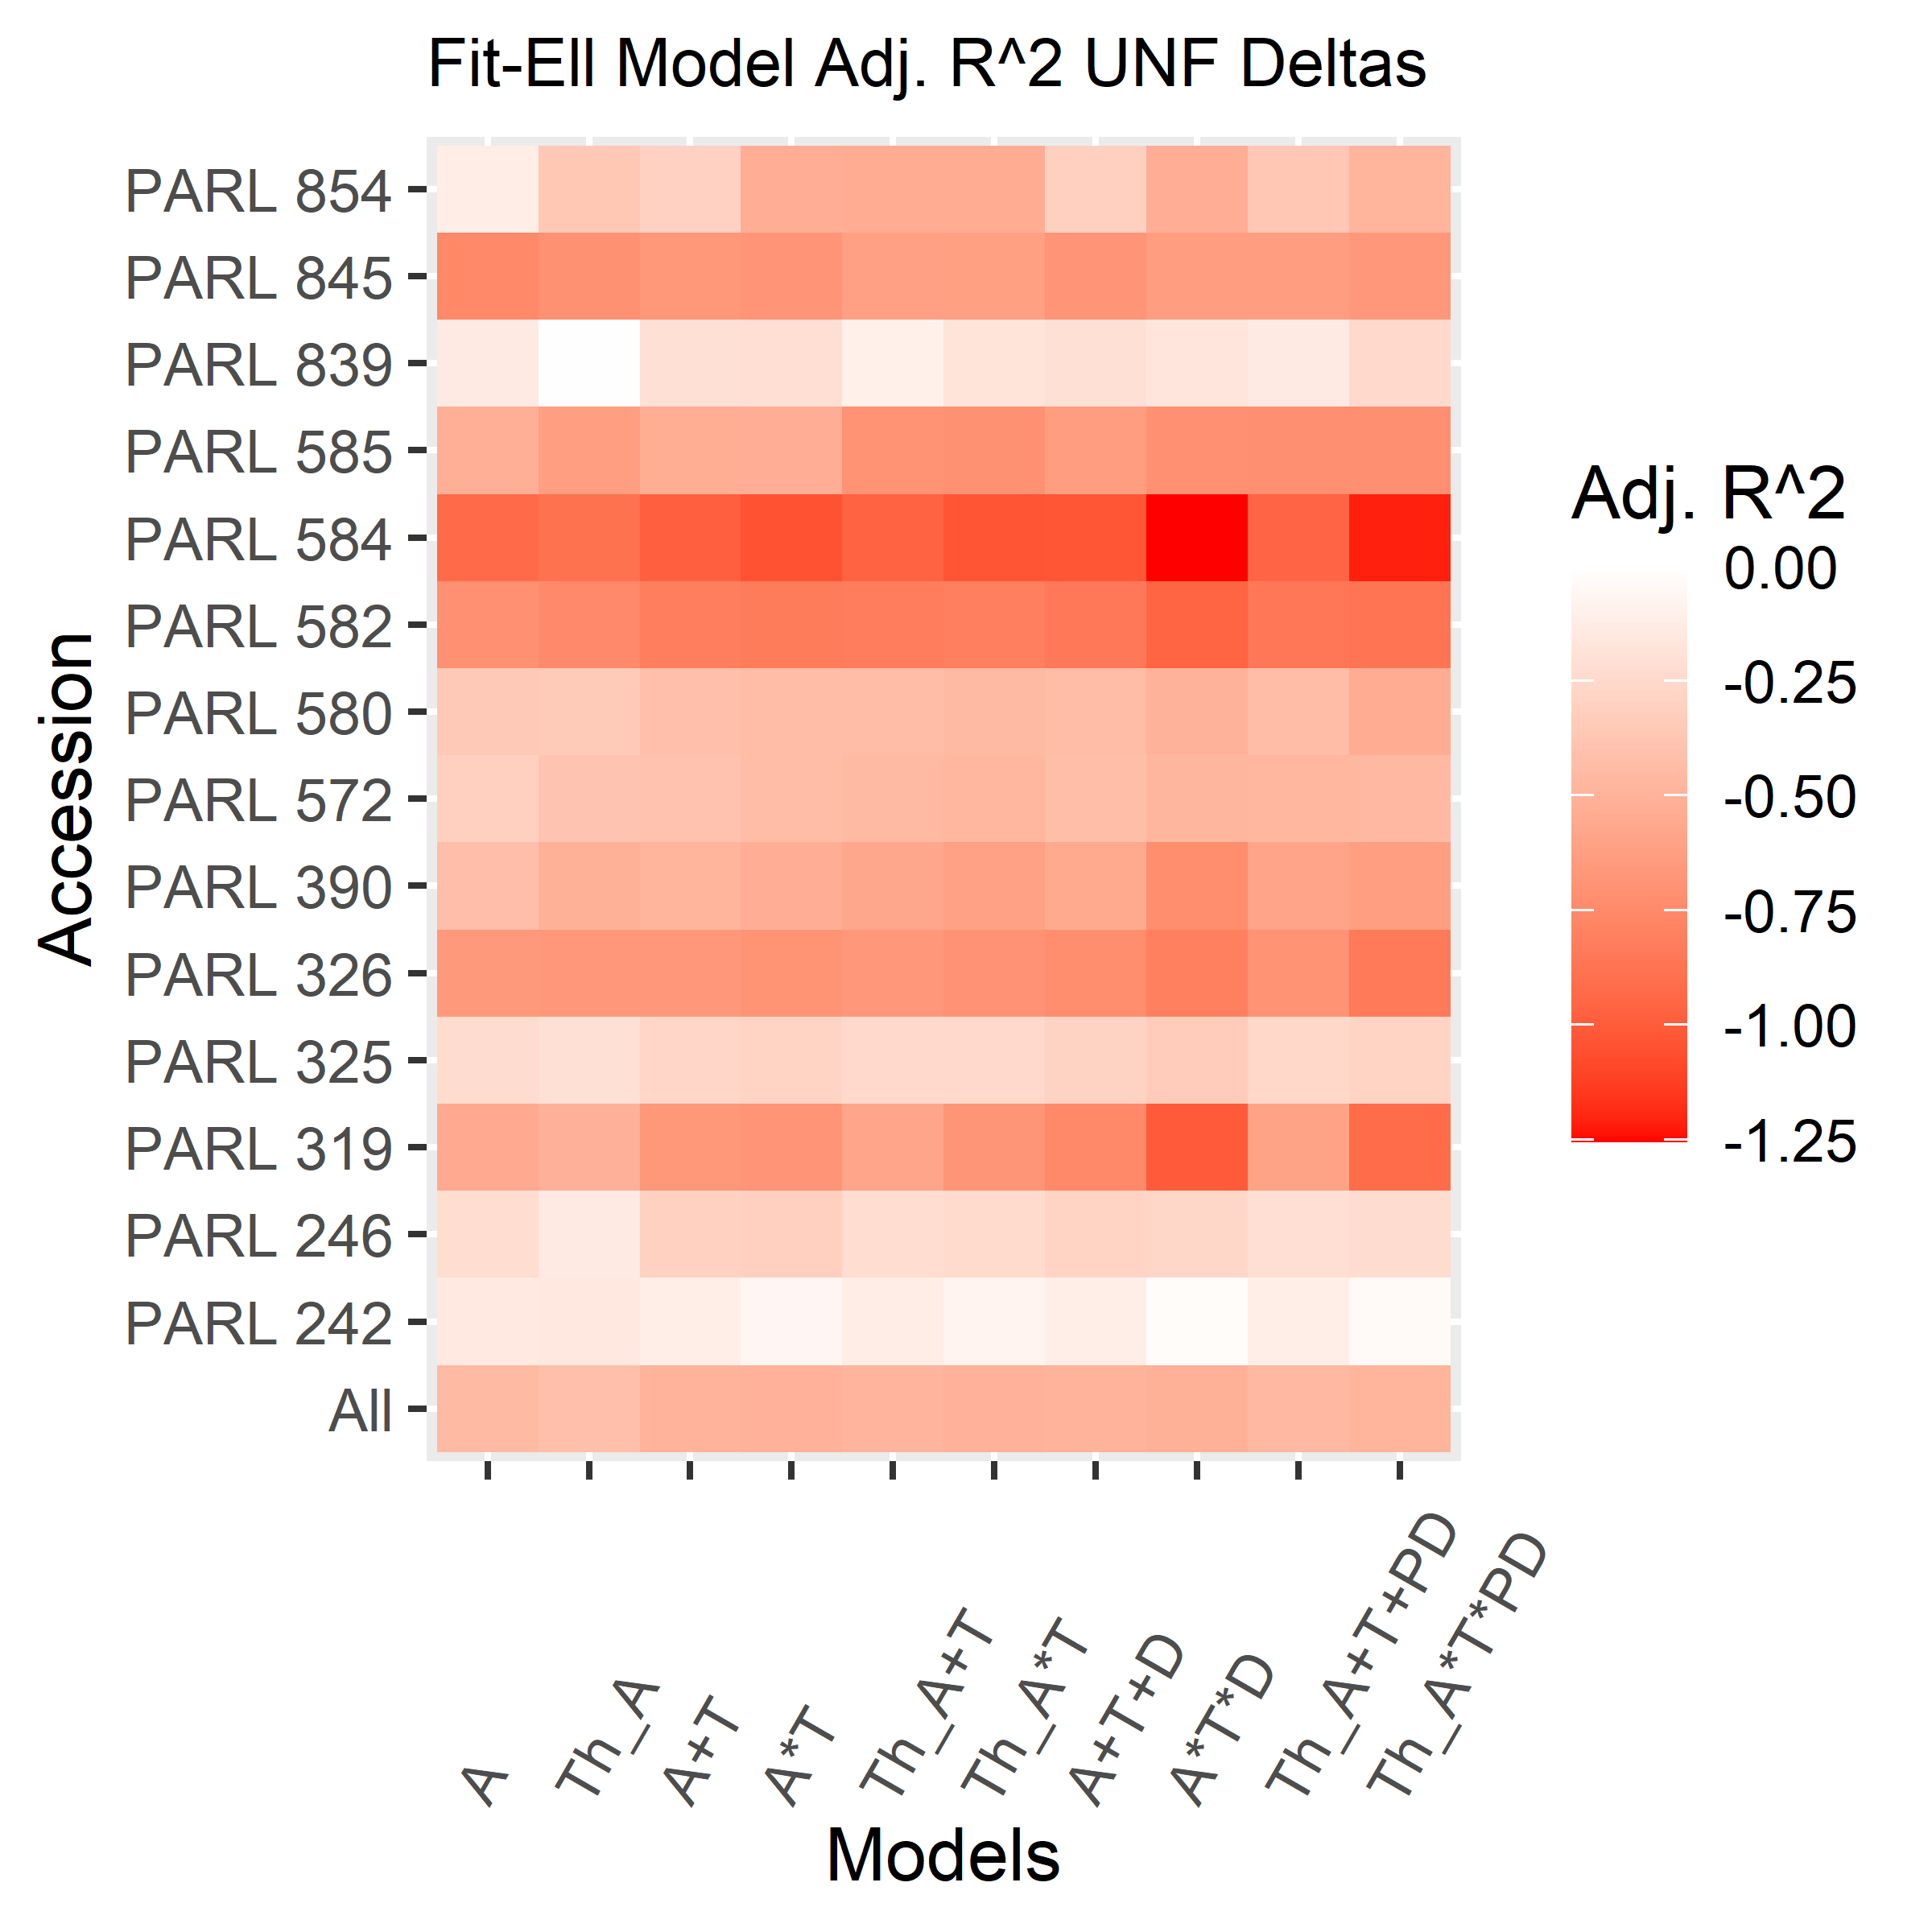 Fit-Ell Model Adj. R^2 UNF Deltas
Accession
PARL 854
PARL 845
PARL 839
PARL 585
PARL 584
PARL 582
PARL 580
PARL 572
PARL 390
PARL 326
PARL 325
PARL 319
PARL 246
PARL 242
All
A
Th_A
A+T
A*T
Th_A+T
Th_A*T
A+T+D
A*T*D
Th_A+T+PD
Th_A*T*PD
Models
Adj. R^2
0.00
-0.25
-0.50
-0.75
-1.00
-1.25